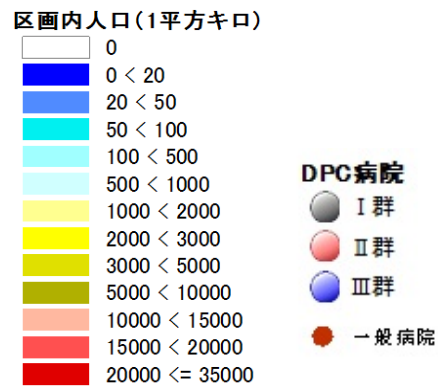 区画内人口(1平方キロ)
0
0 < 20
20 < 50
50 < 100
100 < 500
500 < 1000
1000 < 2000
2000 < 3000
3000 < 5000
5000 < 10000
10000 < 15000
15000 < 20000
20000 <= 35000
DPC病院
Ⅰ群
Ⅱ群
Ⅲ群
一般病院